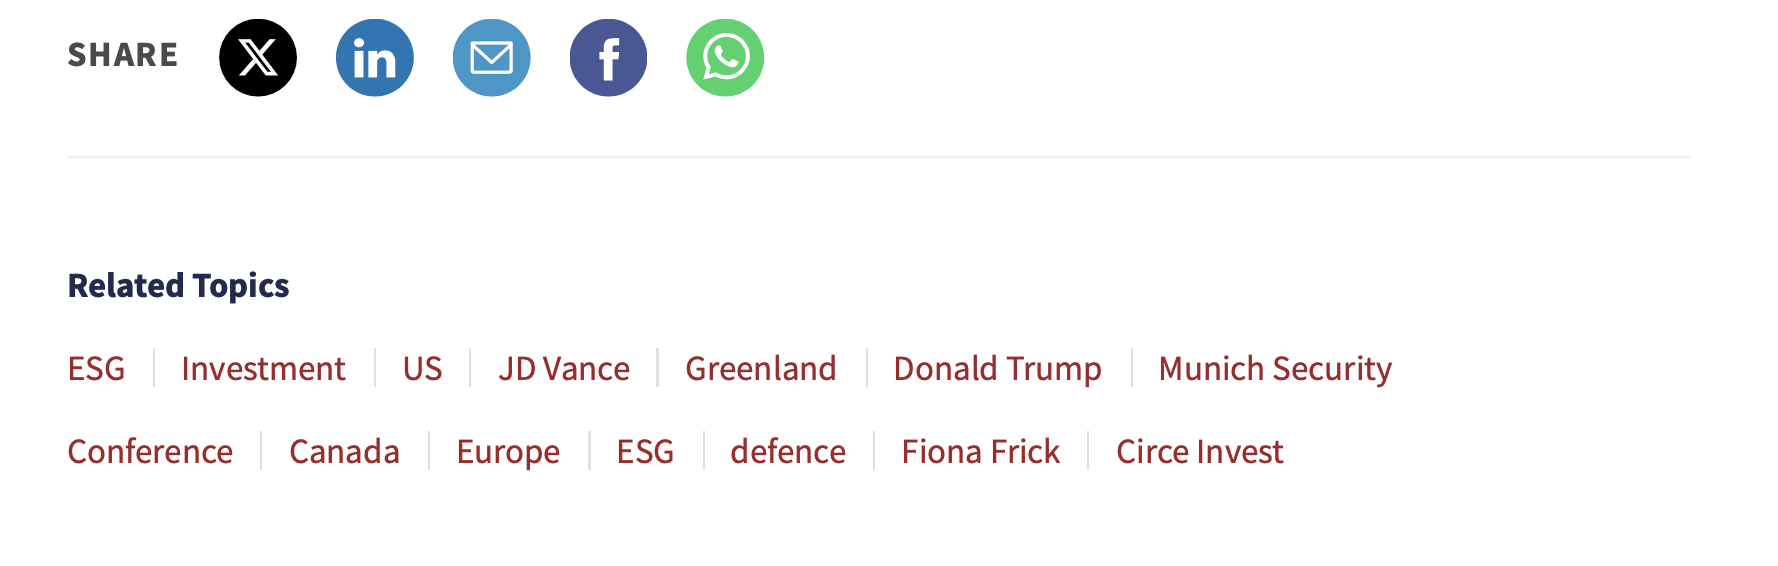 SHARE
Related Topics
ESG Investment US JD Vance Greenland Donald Trump Munich Security
Conference Canada Europe ESG defence Fiona Frick Circe Invest